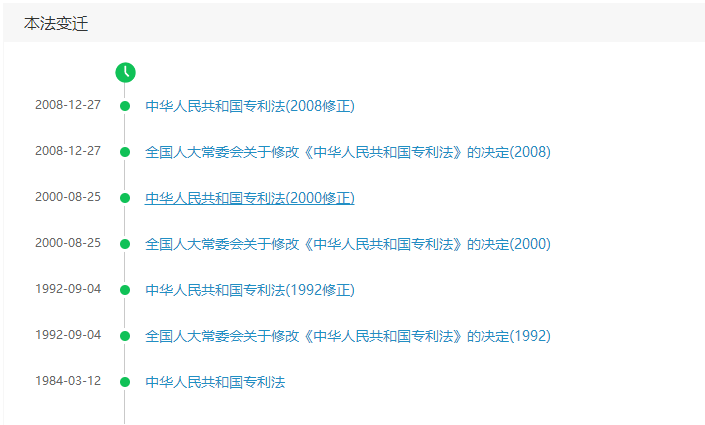 本法变迁
2008-12-27 中华人民共和国专利法(2008修正)
2008-12-27 全国人大常委会关于修改《中华人民共和国专利法》的决定(2008)
2000-08-25 中华人民共和国专利法(2000修正)
2000-08-25 全国人大常委会关于修改《中华人民共和国专利法》的决定(2000)
1992-09-04 中华人民共和国专利法(1992修正)
1992-09-04 全国人大常委会关于修改《中华人民共和国专利法》的决定(1992)
1984-03-12 中华人民共和国专利法